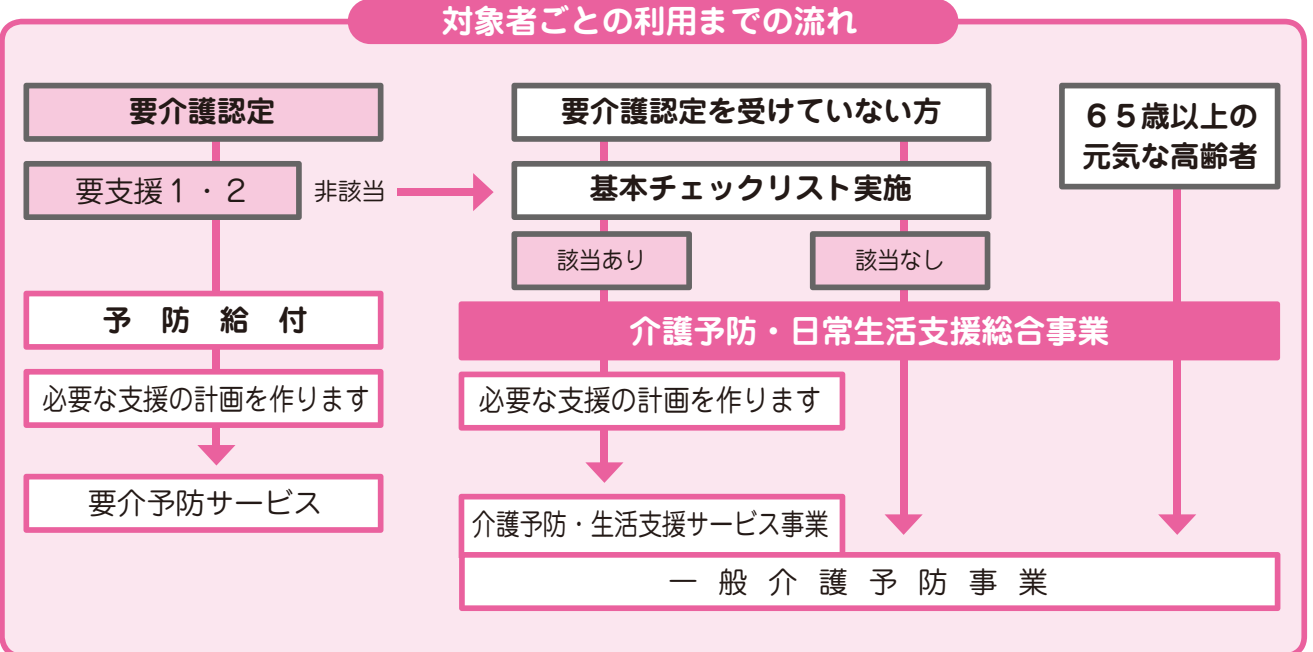 対象者ごとの利用までの流れ
要介護認定
要支援1・2
非該当
予防給付
必要な支援の計画を作ります
要介予防サービス
要介護認定を受けていない方
基本チェックリスト実施
該当あり
該当なし
65歳以上の
元気な高齢者
介護予防・日常生活支援総合事業
必要な支援の計画を作ります
介護予防・生活支援サービス事業
一般介護予防事業